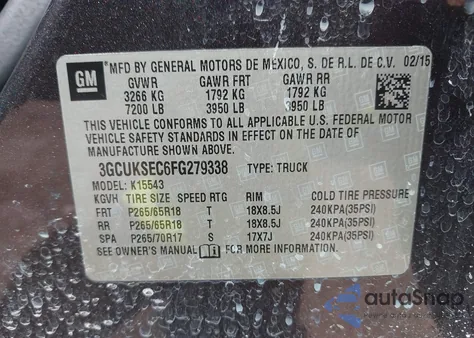 GM
MFD BY GENERAL MOTORS DE MEXICO, S. DE R.L. DE C.V. 02/15
GVWR GAWR FRT GAWR RR
3266 KG 1792 KG 1792 KG
7200 LB 3950 LB 3950 LB
THIS VEHICLE CONFORMS TO ALL APPLICABLE U.S. FEDERAL MOTOR
VEHICLE SAFETY STANDARDS IN EFFECT ON THE DATE OF
MANUFACTURE SHOWN ABOVE.
3GCUKSEC6FG279338 TYPE: TRUCK
MODEL: K15543
KGVH TIRE SIZE SPEED RTG RIM COLD TIRE PRESSURE
FRT P265/65R18 T 18X8.5J 240KPA(35PSI)
RR P265/65R18 T 18X8.5J 240KPA(35PSI)
SPA P265/70R17 S 17X7J 240KPA(35PSI)
SEE OWNER'S MANUAL FOR ADDITIONAL INFORMATION.
autoSnap